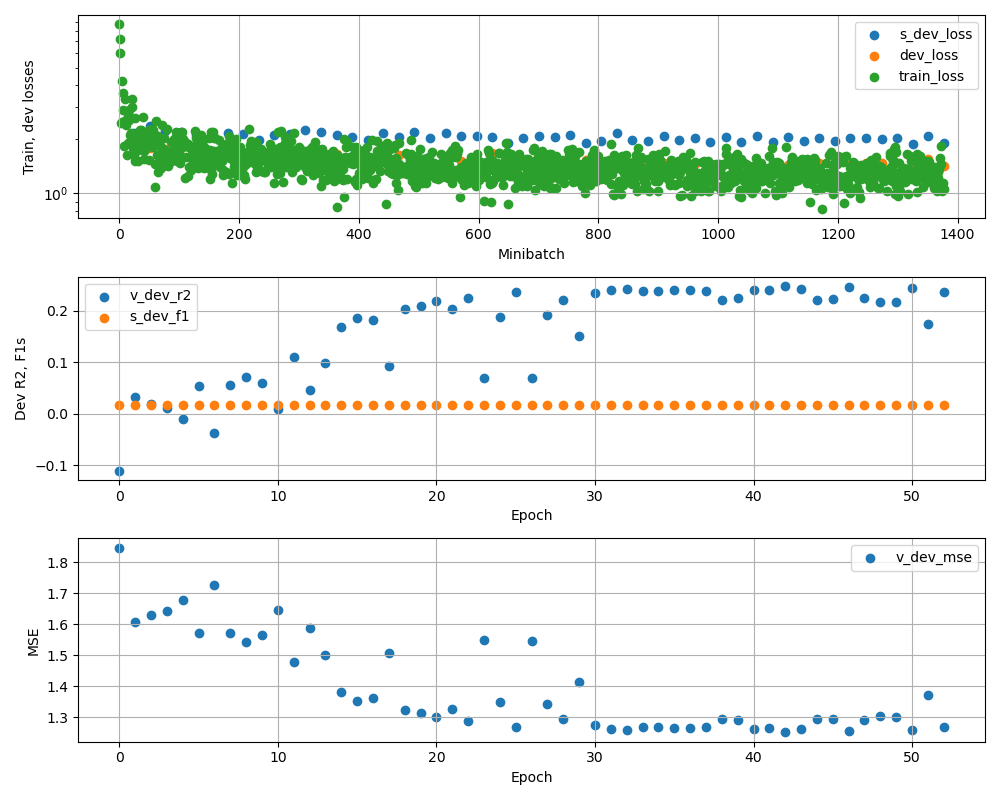 Train, dev losses
10^0
s_dev_loss
dev_loss
train_loss
0 200 400 600 800 1000 1200 1400
Minibatch
Dev R2, F1s
0.2
0.1
0.0
−0.1
v_dev_r2
s_dev_f1
0 10 20 30 40 50
Epoch
MSE
1.8
1.7
1.6
1.5
1.4
1.3
v_dev_mse
0 10 20 30 40 50
Epoch